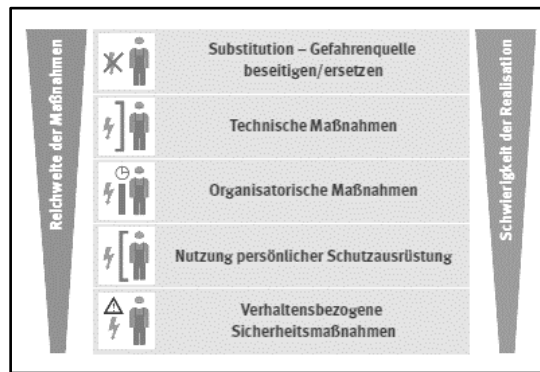 Reichweite der Maßnahmen
Substitution – Gefahrenquelle
beseitigen/ersetzen
Technische Maßnahmen
Organisatorische Maßnahmen
Nutzung persönlicher Schutzausrüstung
Verhaltensbezogene
Sicherheitsmaßnahmen
Schwierigkeit der Realisation